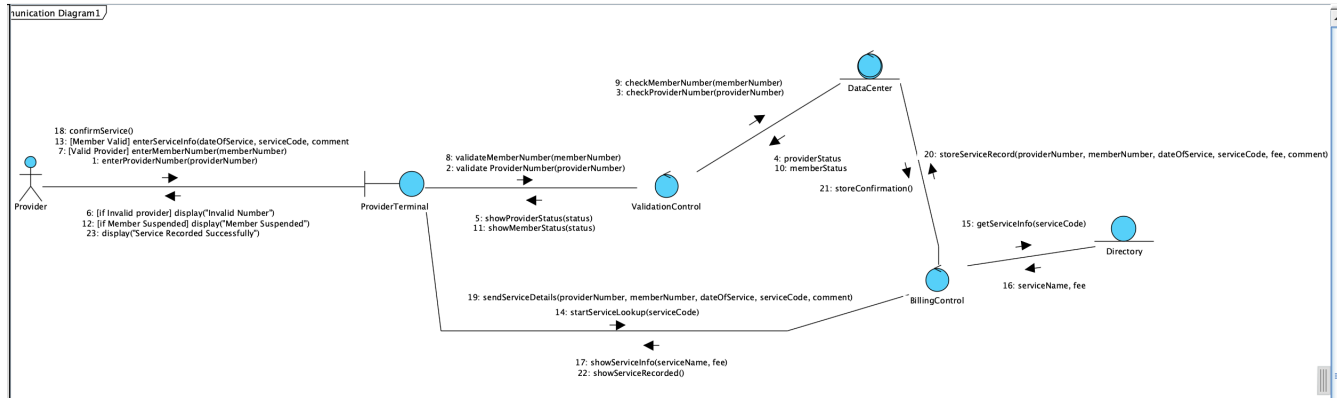 nunication Diagram1
9: checkMemberNumber(memberNumber)
3: checkProviderNumber(providerNumber)
DataCenter
18: confirmService()
13: [Member Valid] enterServiceInfo(dateOfService, serviceCode, comment
7: [Valid Provider] enterMemberNumber(memberNumber)
1: enterProviderNumber(providerNumber)
8: validateMemberNumber(memberNumber)
2: validate ProviderNumber(providerNumber)
4: providerStatus
10: memberStatus
20: storeServiceRecord(providerNumber, memberNumber, dateOfService, serviceCode, fee, comment)
21: storeConfirmation()
Provider
ProviderTerminal
ValidationControl
6: [if Invalid provider] display("Invalid Number")
12: [if Member Suspended] display("Member Suspended")
23: display("Service Recorded Successfully")
5: showProviderStatus(status)
11: showMemberStatus(status)
15: getServiceInfo(serviceCode)
Directory
16: serviceName, fee
BillingControl
19: sendServiceDetails(providerNumber, memberNumber, dateOfService, serviceCode, comment)
14: startServiceLookup(serviceCode)
17: showServiceInfo(serviceName, fee)
22: showServiceRecorded()